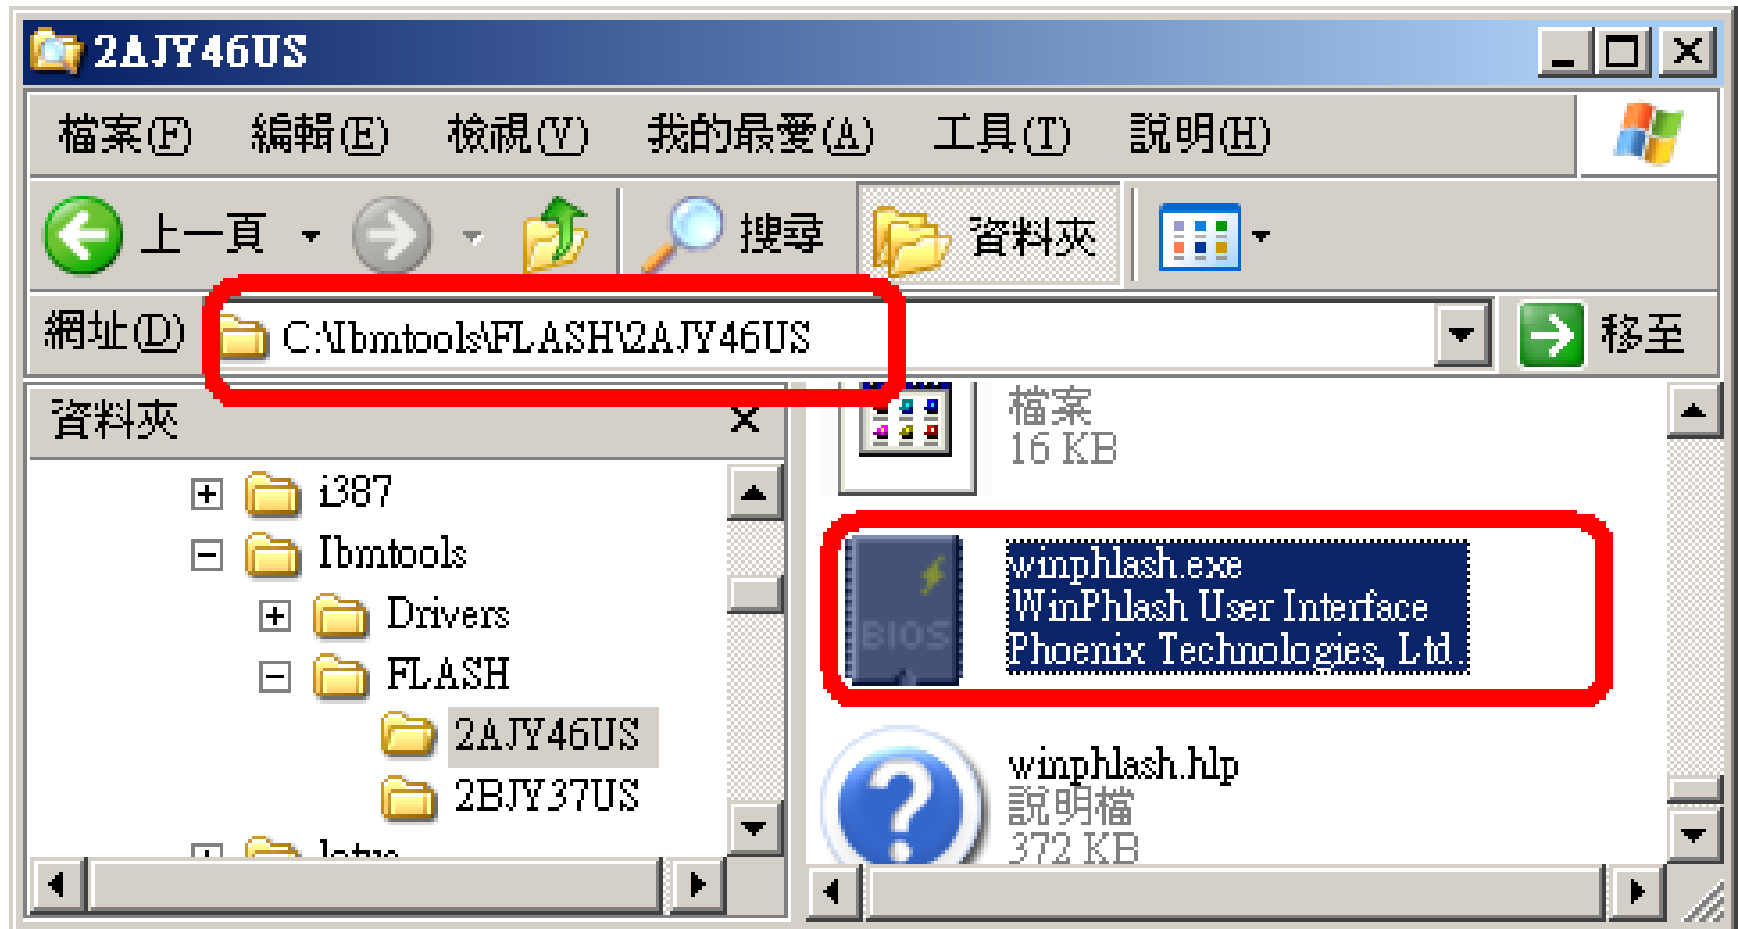 2AJY46US
檔案(F) 編輯(E) 檢視(V) 我的最愛(A) 工具(T) 說明(H)
上一頁 搜尋 資料夾
網址(D) C:\Ibmtools\FLASH\2AJY46US 移至
資料夾
i387
Ibmtools
Drivers
FLASH
2AJY46US
2BJY37US
檔案
16 KB
BIOS
winphlash.exe
WinPhlash User Interface
Phoenix Technologies, Ltd.
winphlash.hlp
說明檔
372 KB